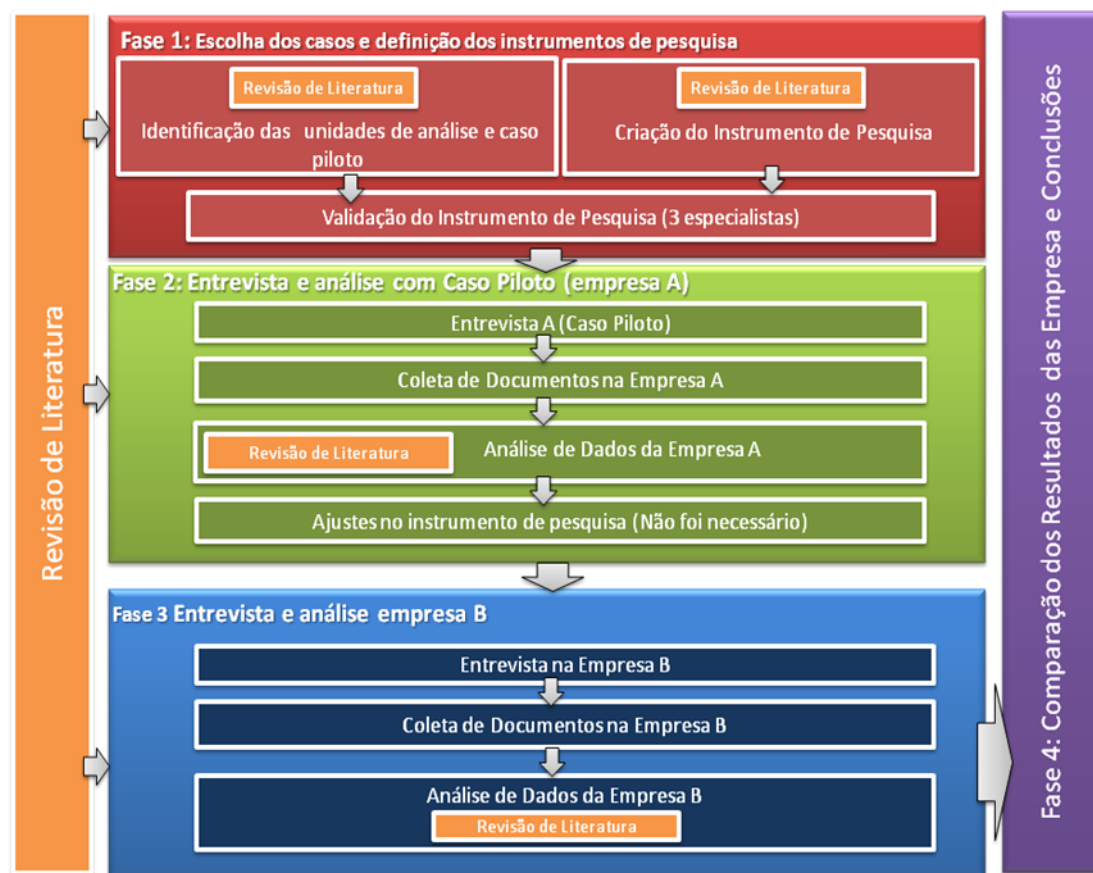 Revisão de Literatura
Fase 1: Escolha dos casos e definição dos instrumentos de pesquisa
Revisão de Literatura
Identificação das unidades de análise e caso
piloto
Revisão de Literatura
Criação do Instrumento de Pesquisa
Validação do Instrumento de Pesquisa (3 especialistas)
Fase 2: Entrevista e análise com Caso Piloto (empresa A)
Entrevista A (Caso Piloto)
Coleta de Documentos na Empresa A
Revisão de Literatura
Análise de Dados da Empresa A
Ajustes no instrumento de pesquisa (Não foi necessário)
Fase 3 Entrevista e análise empresa B
Entrevista na Empresa B
Coleta de Documentos na Empresa B
Análise de Dados da Empresa B
Revisão de Literatura
Fase 4: Comparação dos Resultados das Empresa e Conclusões